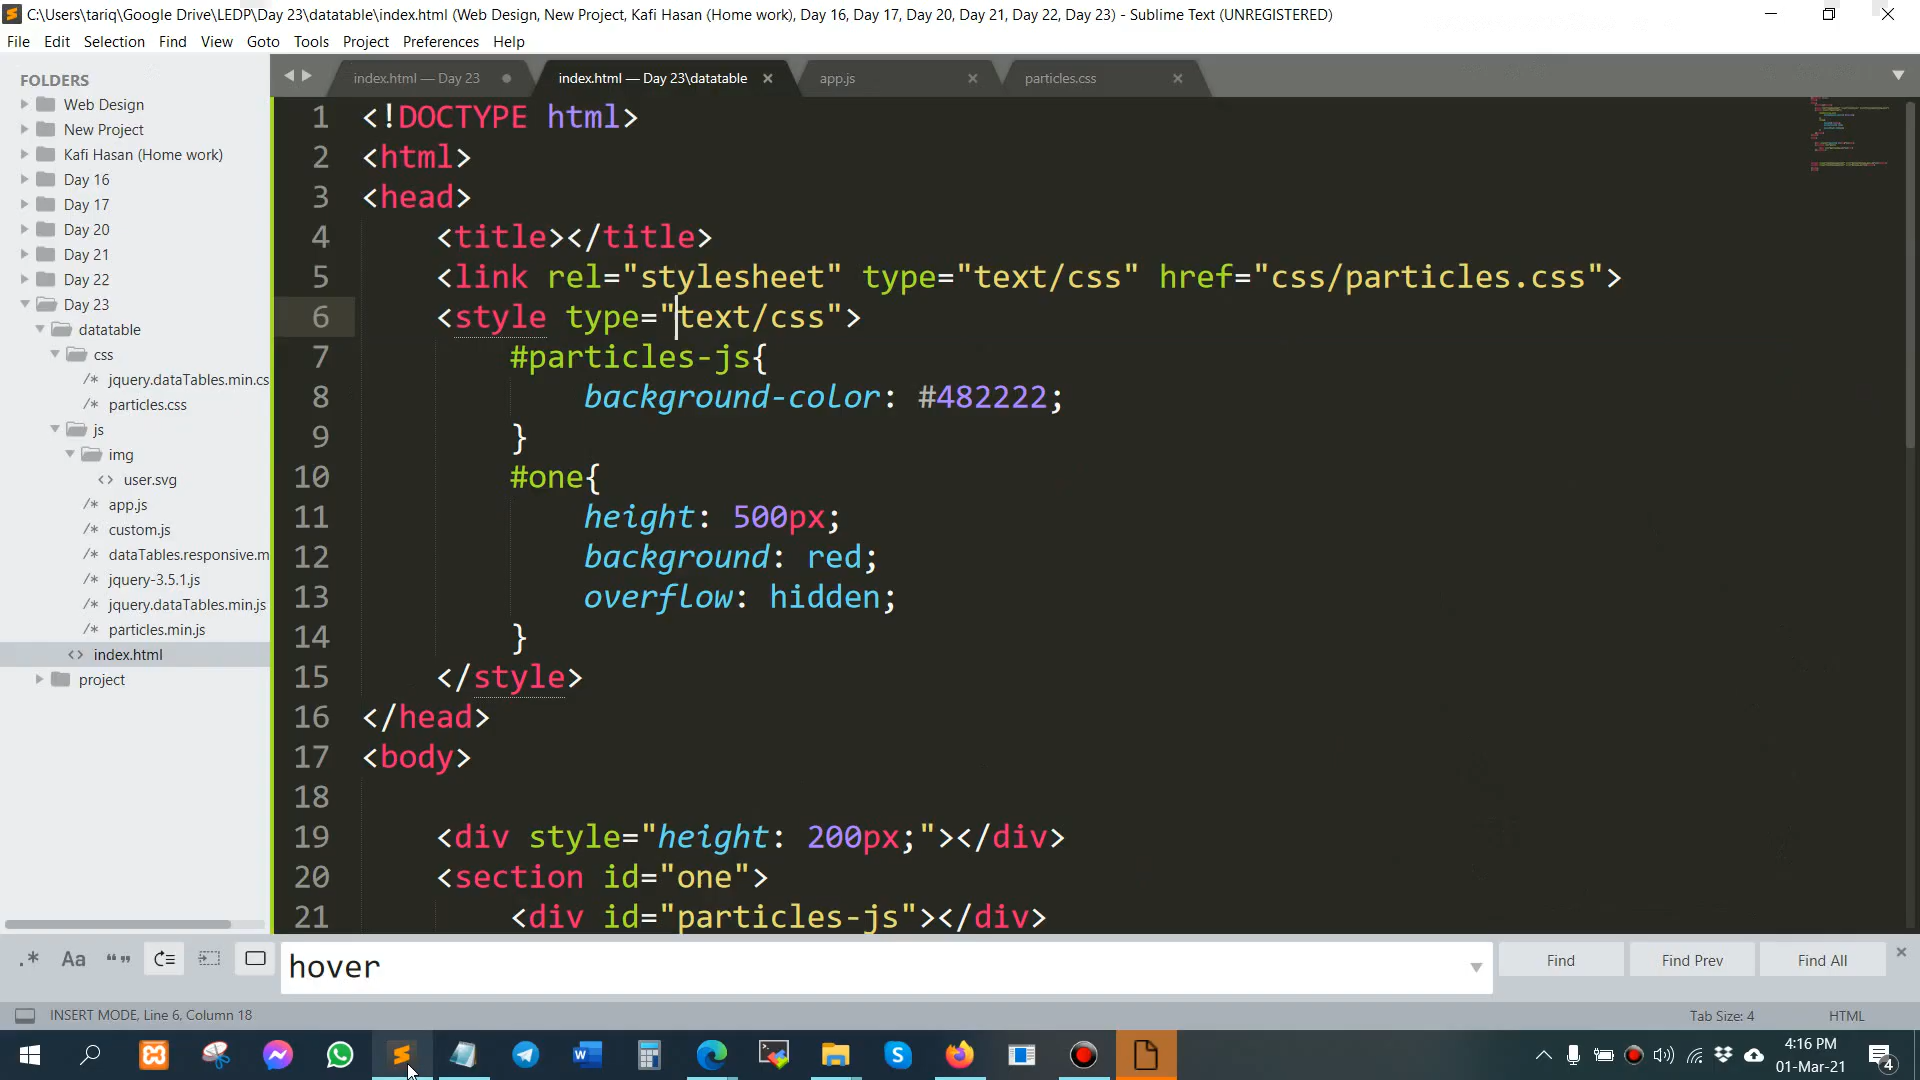 C:\Users\tariq\Google Drive\LEDP\Day 23\datatable\index.html (Web Design, New Project, Kafi Hasan (Home work), Day 16, Day 17, Day 20, Day 21, Day 22, Day 23) - Sublime Text (UNREGISTERED)
File Edit Selection Find View Goto Tools Project Preferences Help
FOLDERS
Web Design
New Project
Kafi Hasan (Home work)
Day 16
Day 17
Day 20
Day 21
Day 22
Day 23
datatable
css
/* jquery.dataTables.min.cs
/* particles.css
js
img
<> user.svg
/* app.js
/* custom.js
/* dataTables.responsive.m
/* jquery-3.5.1.js
/* jquery.dataTables.min.js
/* particles.min.js
<> index.html
project
index.html — Day 23
index.html — Day 23\datatable
app.js
particles.css
1 <!DOCTYPE html>
2 <html>
3 <head>
4 <title></title>
5 <link rel="stylesheet" type="text/css" href="css/particles.css">
6 <style type="text/css">
7 #particles-js{
8 background-color: #482222;
9 }
10 #one{
11 height: 500px;
12 background: red;
13 overflow: hidden;
14 }
15 </style>
16 </head>
17 <body>
18
19 <div style="height: 200px;"></div>
20 <section id="one">
21 <div id="particles-js"></div>
.* Aa “”
hover
Find
Find Prev
Find All
INSERT MODE, Line 6, Column 18
Tab Size: 4
HTML
4:16 PM
01-Mar-21
4